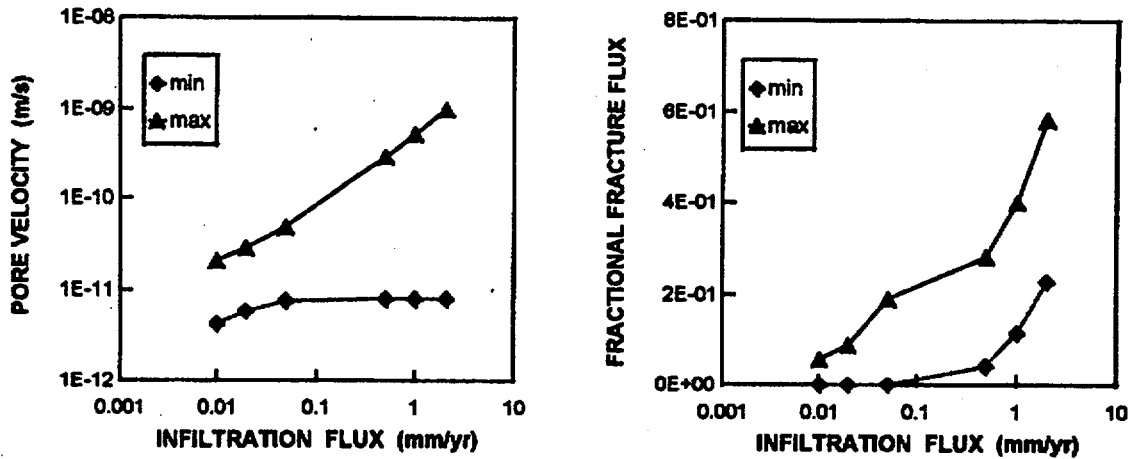 1E-08
1E-09
1E-10
1E-11
1E-12
PORE VELOCITY (m/s)
min
max
0.001
0.01
0.1
1
10
INFILTRATION FLUX (mm/yr)
8E-01
6E-01
4E-01
2E-01
0E+00
FRACTIONAL FRACTURE FLUX
min
max
0.001
0.01
0.1
1
10
INFILTRATION FLUX (mm/yr)